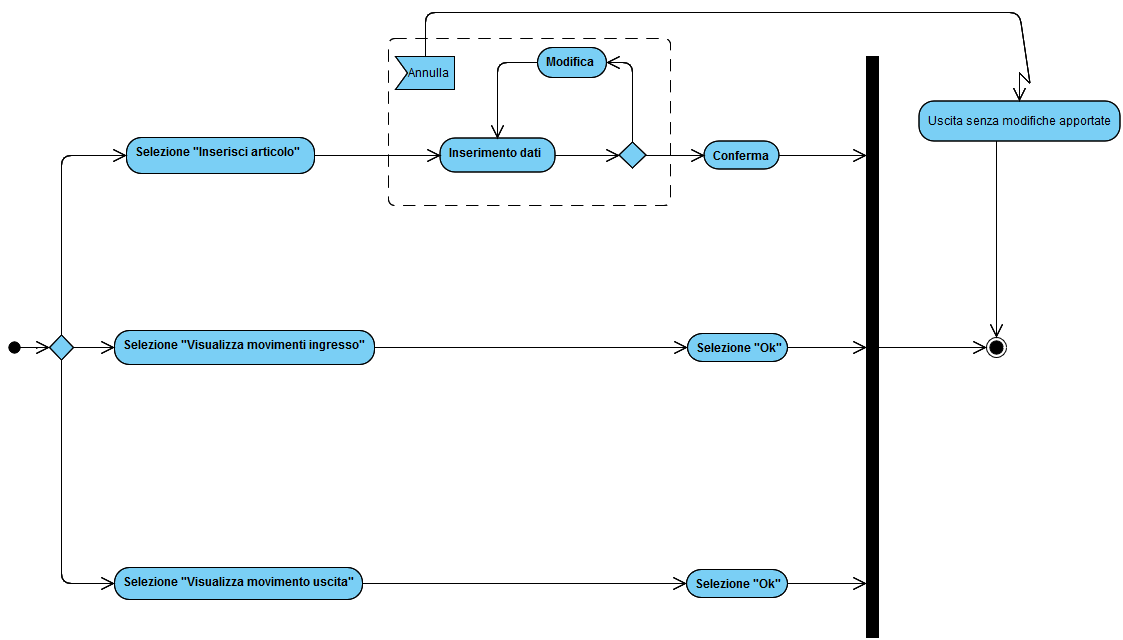 Annulla
Modifica
Uscita senza modifiche apportate
Selezione "Inserisci articolo"
Inserimento dati
Conferma
Selezione "Visualizza movimenti ingresso"
Selezione "Ok"
Selezione "Visualizza movimento uscita"
Selezione "Ok"